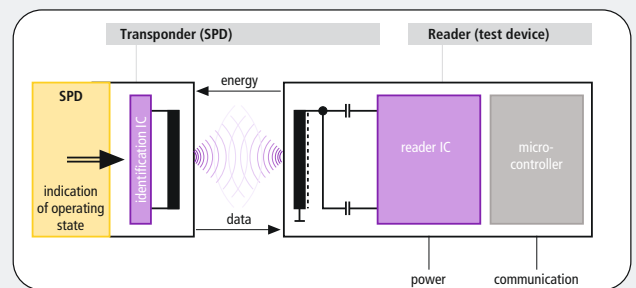 Transponder (SPD)
Reader (test device)
energy
SPD
identification IC
reader IC
micro-
controller
indication
of operating
state
data
power
communication